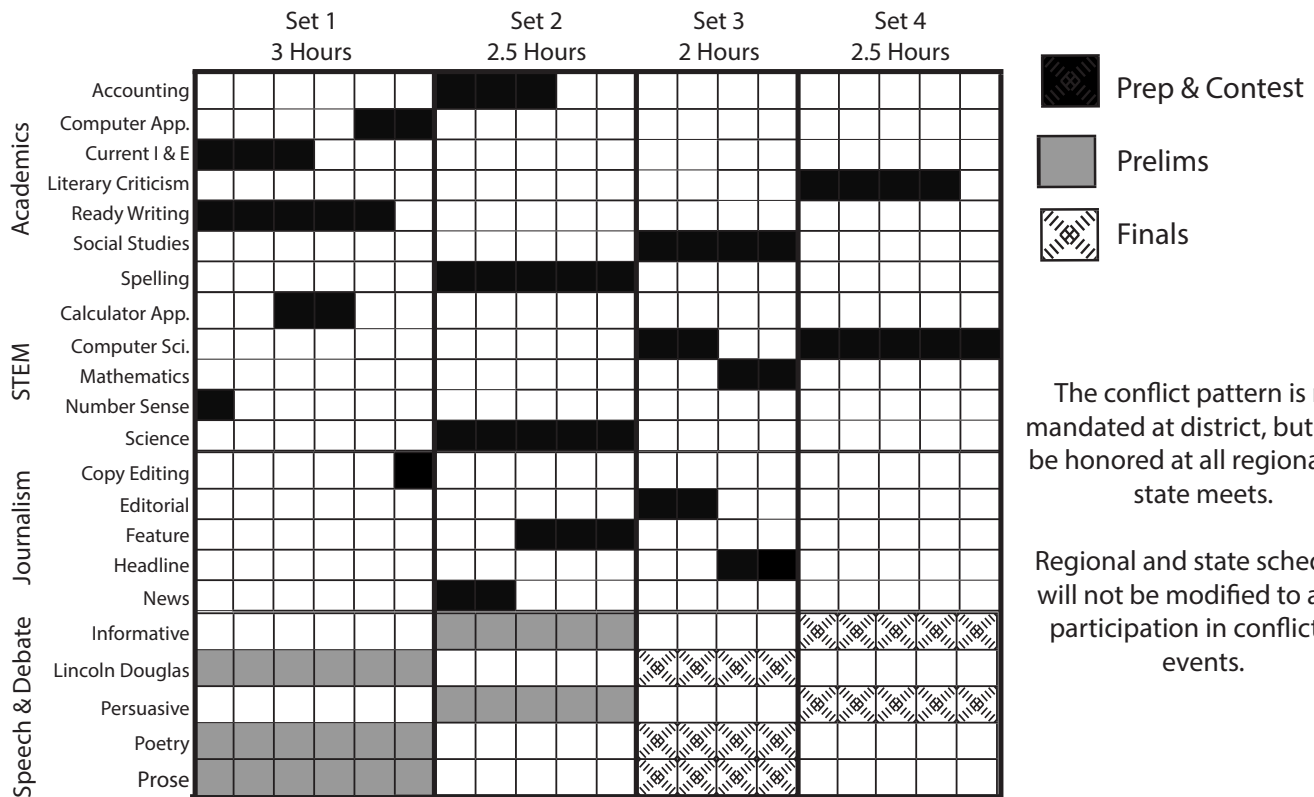 Set 1
3 Hours
Set 2
2.5 Hours
Set 3
2 Hours
Set 4
2.5 Hours
Academics
Accounting
Computer App.
Current I & E
Literary Criticism
Ready Writing
Social Studies
Spelling
STEM
Calculator App.
Computer Sci.
Mathematics
Number Sense
Science
Journalism
Copy Editing
Editorial
Feature
Headline
News
Speech & Debate
Informative
Lincoln Douglas
Persuasive
Poetry
Prose
Prep & Contest
Prelims
Finals
The conflict pattern is
mandated at district, but
be honored at all
state meets.
Regional and state
will not be modified to
participation in
events.